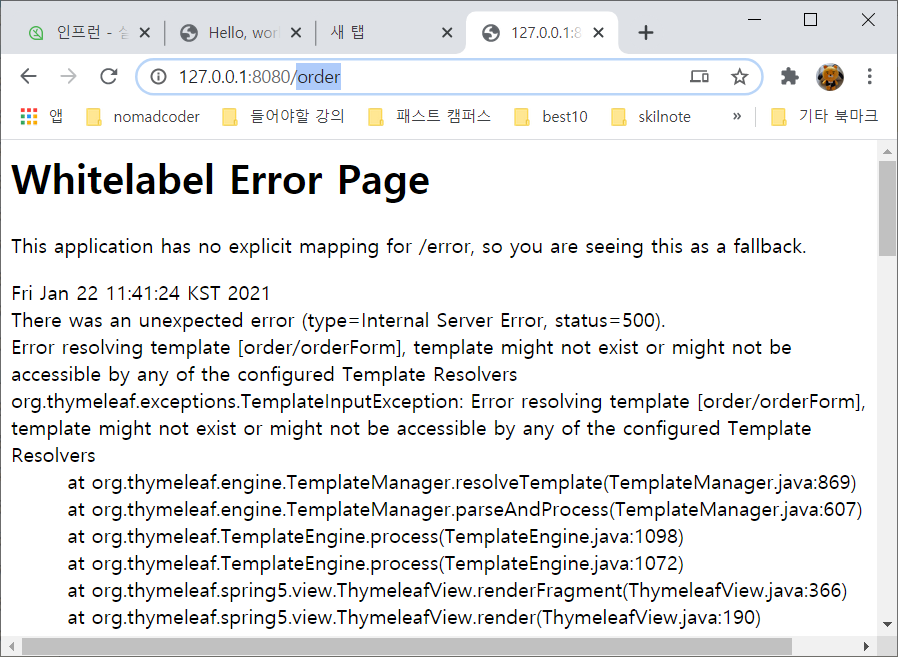 인프런 -
Hello, wor
새 탭
127.0.0.1:8
127.0.0.1:8080/order
앱
nomadcoder
들어야할 강의
패스트 캠퍼스
best10
skilnote
»
기타 북마크
Whitelabel Error Page
This application has no explicit mapping for /error, so you are seeing this as a fallback.
Fri Jan 22 11:41:24 KST 2021
There was an unexpected error (type=Internal Server Error, status=500).
Error resolving template [order/orderForm], template might not exist or might not be
accessible by any of the configured Template Resolvers
org.thymeleaf.exceptions.TemplateInputException: Error resolving template [order/orderForm],
template might not exist or might not be accessible by any of the configured Template
Resolvers
at org.thymeleaf.engine.TemplateManager.resolveTemplate(TemplateManager.java:869)
at org.thymeleaf.engine.TemplateManager.parseAndProcess(TemplateManager.java:607)
at org.thymeleaf.TemplateEngine.process(TemplateEngine.java:1098)
at org.thymeleaf.TemplateEngine.process(TemplateEngine.java:1072)
at org.thymeleaf.spring5.view.ThymeleafView.renderFragment(ThymeleafView.java:366)
at org.thymeleaf.spring5.view.ThymeleafView.render(ThymeleafView.java:190)